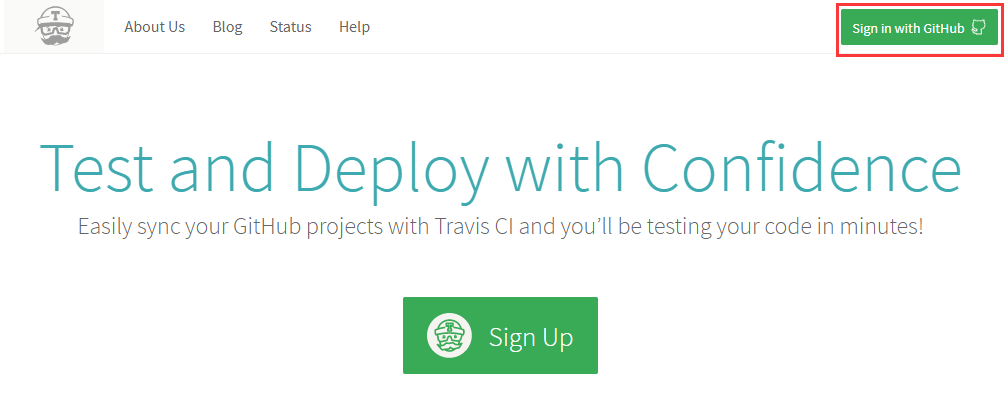 About Us Blog Status Help Sign in with GitHub
Test and Deploy with Confidence
Easily sync your GitHub projects with Travis CI and you’ll be testing your code in minutes!
Sign Up